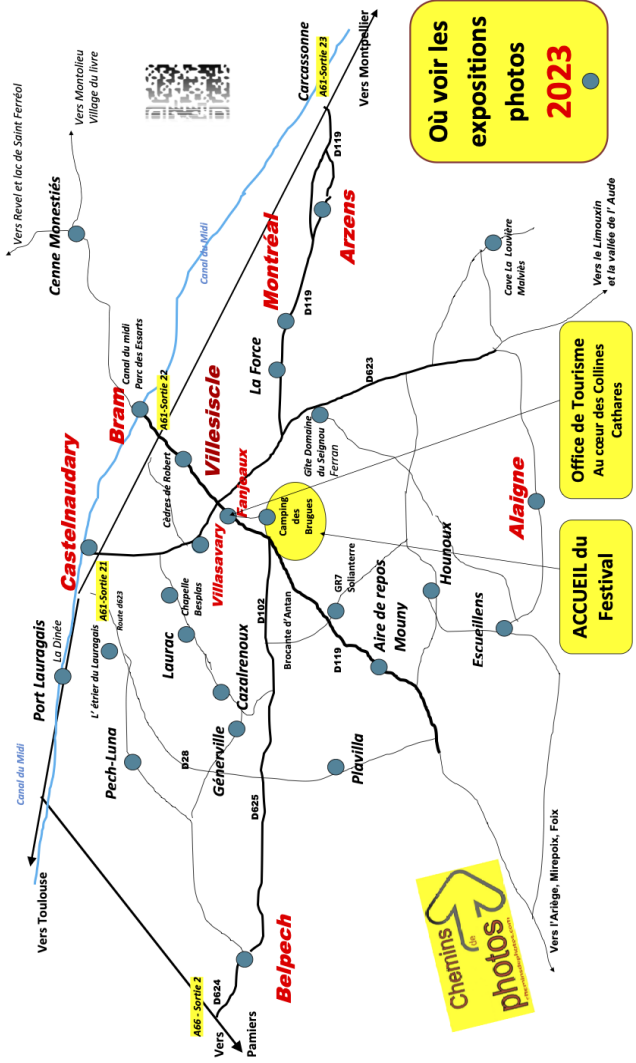 Où voir les
expositions
photos
2023
Vers Revel et lac de Saint Ferréol
Vers Montolieu
Village du livre
Cenne Monestiés
Canal du Midi
Carcassonne
A61-Sortie 23
Vers Montpellier
D119
Arzens
Montréal
D119
La Force
Bram
Canal du midi
Parc des Essarts
A61-Sortie 22
Villesiscle
Cèdres de Robert
Castelnaudary
A61-Sortie 21
Route d623
Villasavary
Fanjeaux
Camping
des
Brugues
D623
Gîte Domaine
du Seignou
Ferran
Cave La Louvière
Malviès
Vers le Limouxin
et la vallée de l' Aude
Office de Tourisme
Au cœur des Collines
Cathares
ACCUEIL du
Festival
Alaigne
Hounoux
Escueillens
GR7
Solianterre
Aire de repos
Mouny
D119
Brocante d'Antan
D102
Chapelle
Besplas
Laurac
Cazalrenoux
Générville
Port Lauragais
La Dinée
L' étrier du Lauragais
Pech-Luna
D28
Plavilla
D625
Canal du Midi
Vers Toulouse
Belpech
D624
A66 - Sortie 2
Vers
Pamiers
Vers l'Ariège, Mirepoix, Foix
Chemins
de
photos
chemindephotos.com